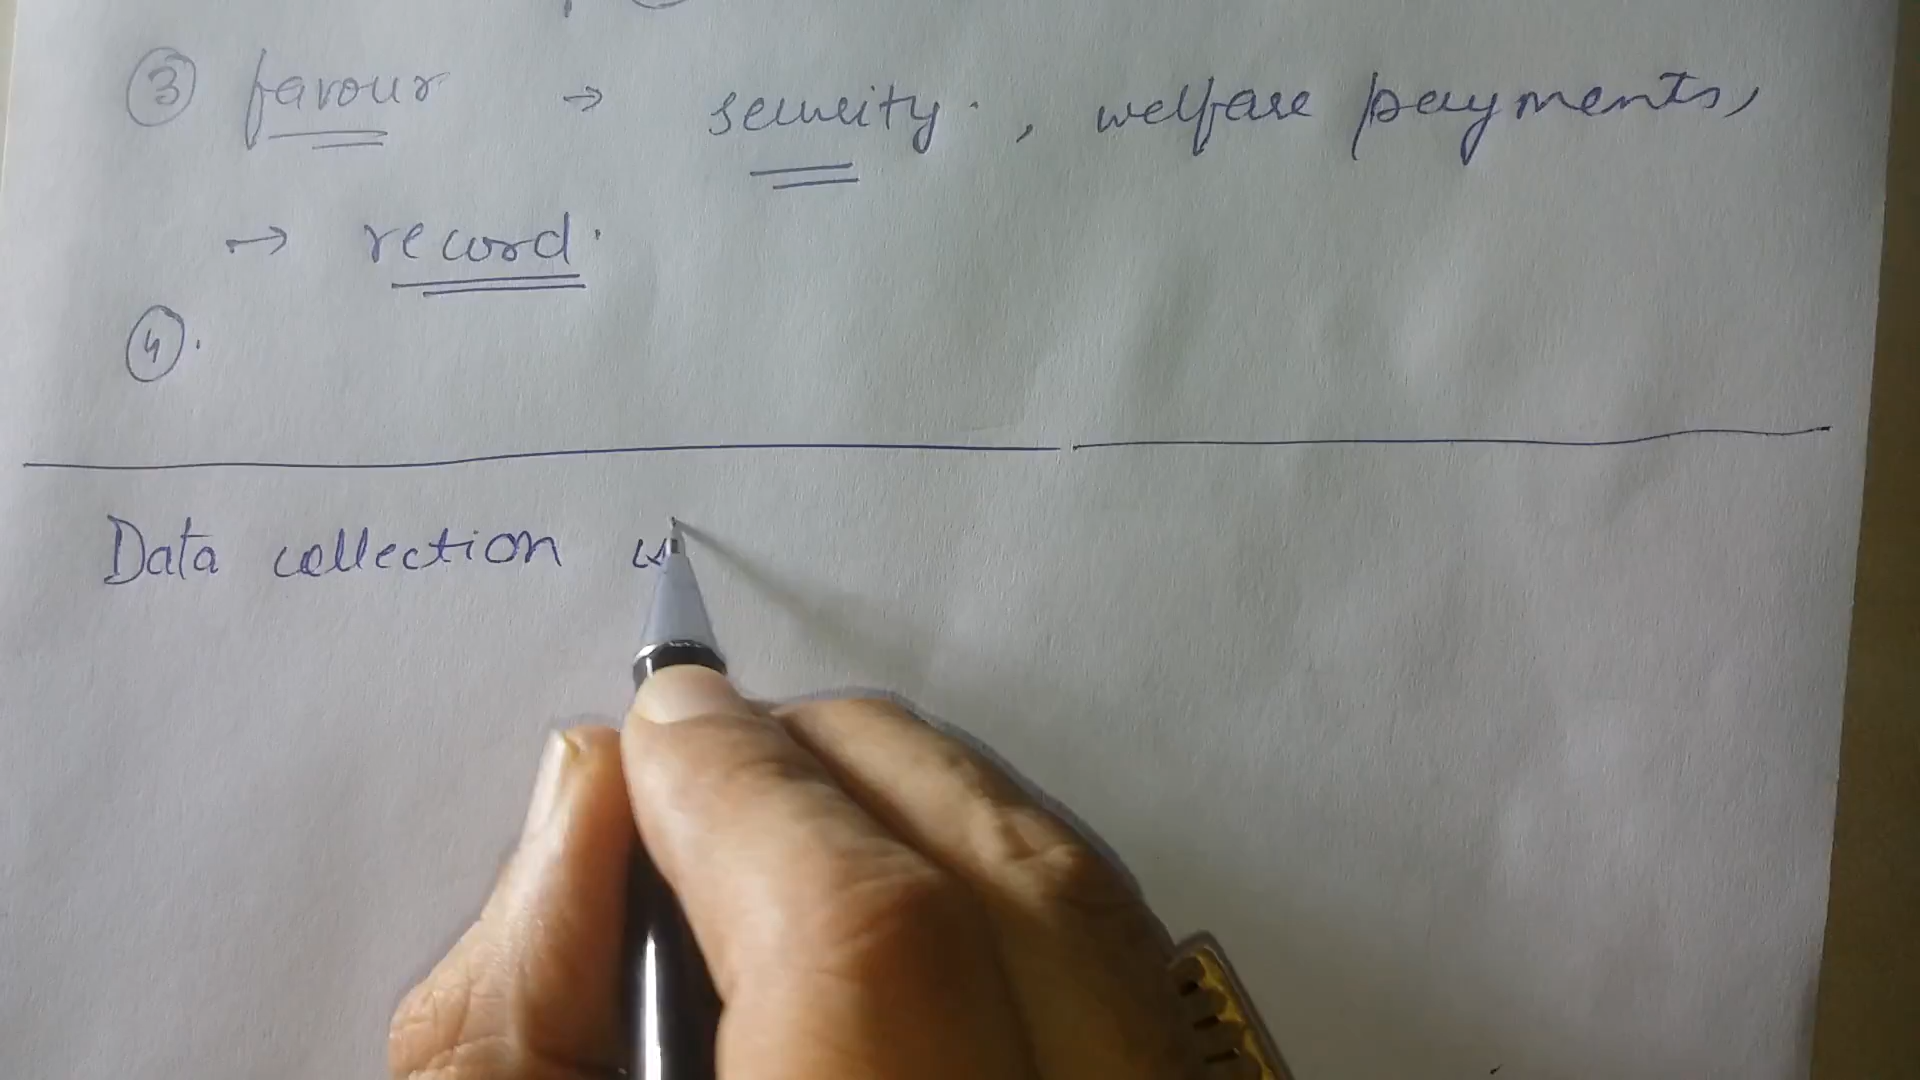 ③ favour → security. , welfare payments,
→ record.
④.
Data collection